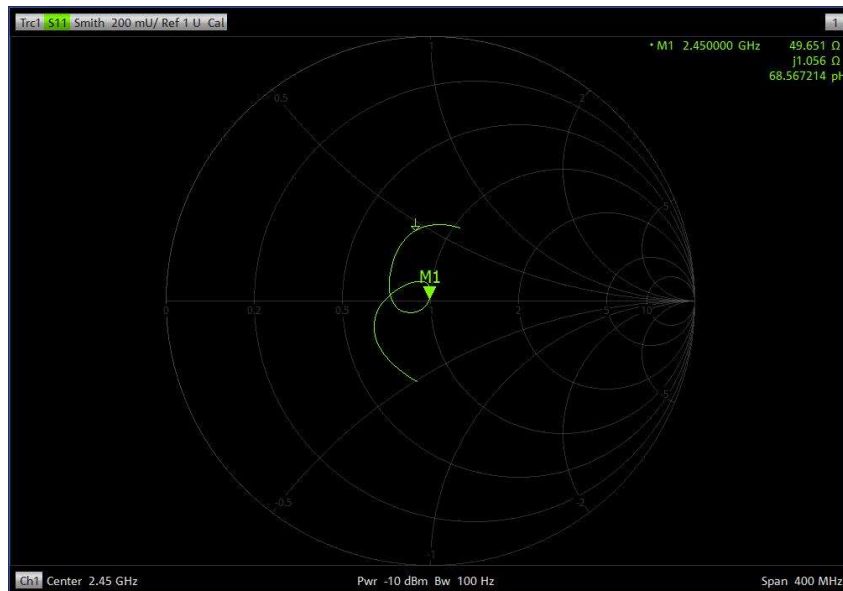 Trc1 S11 Smith 200 mU/ Ref 1 U Cal
1
• M1 2.450000 GHz 49.651 Ω
j1.056 Ω
68.567214 pH
1
0.5
2
5
M1
0
0.2
0.5
1
2
5
10
-5
-0.5
-2
-1
Ch1 Center 2.45 GHz Pwr -10 dBm Bw 100 Hz Span 400 MHz